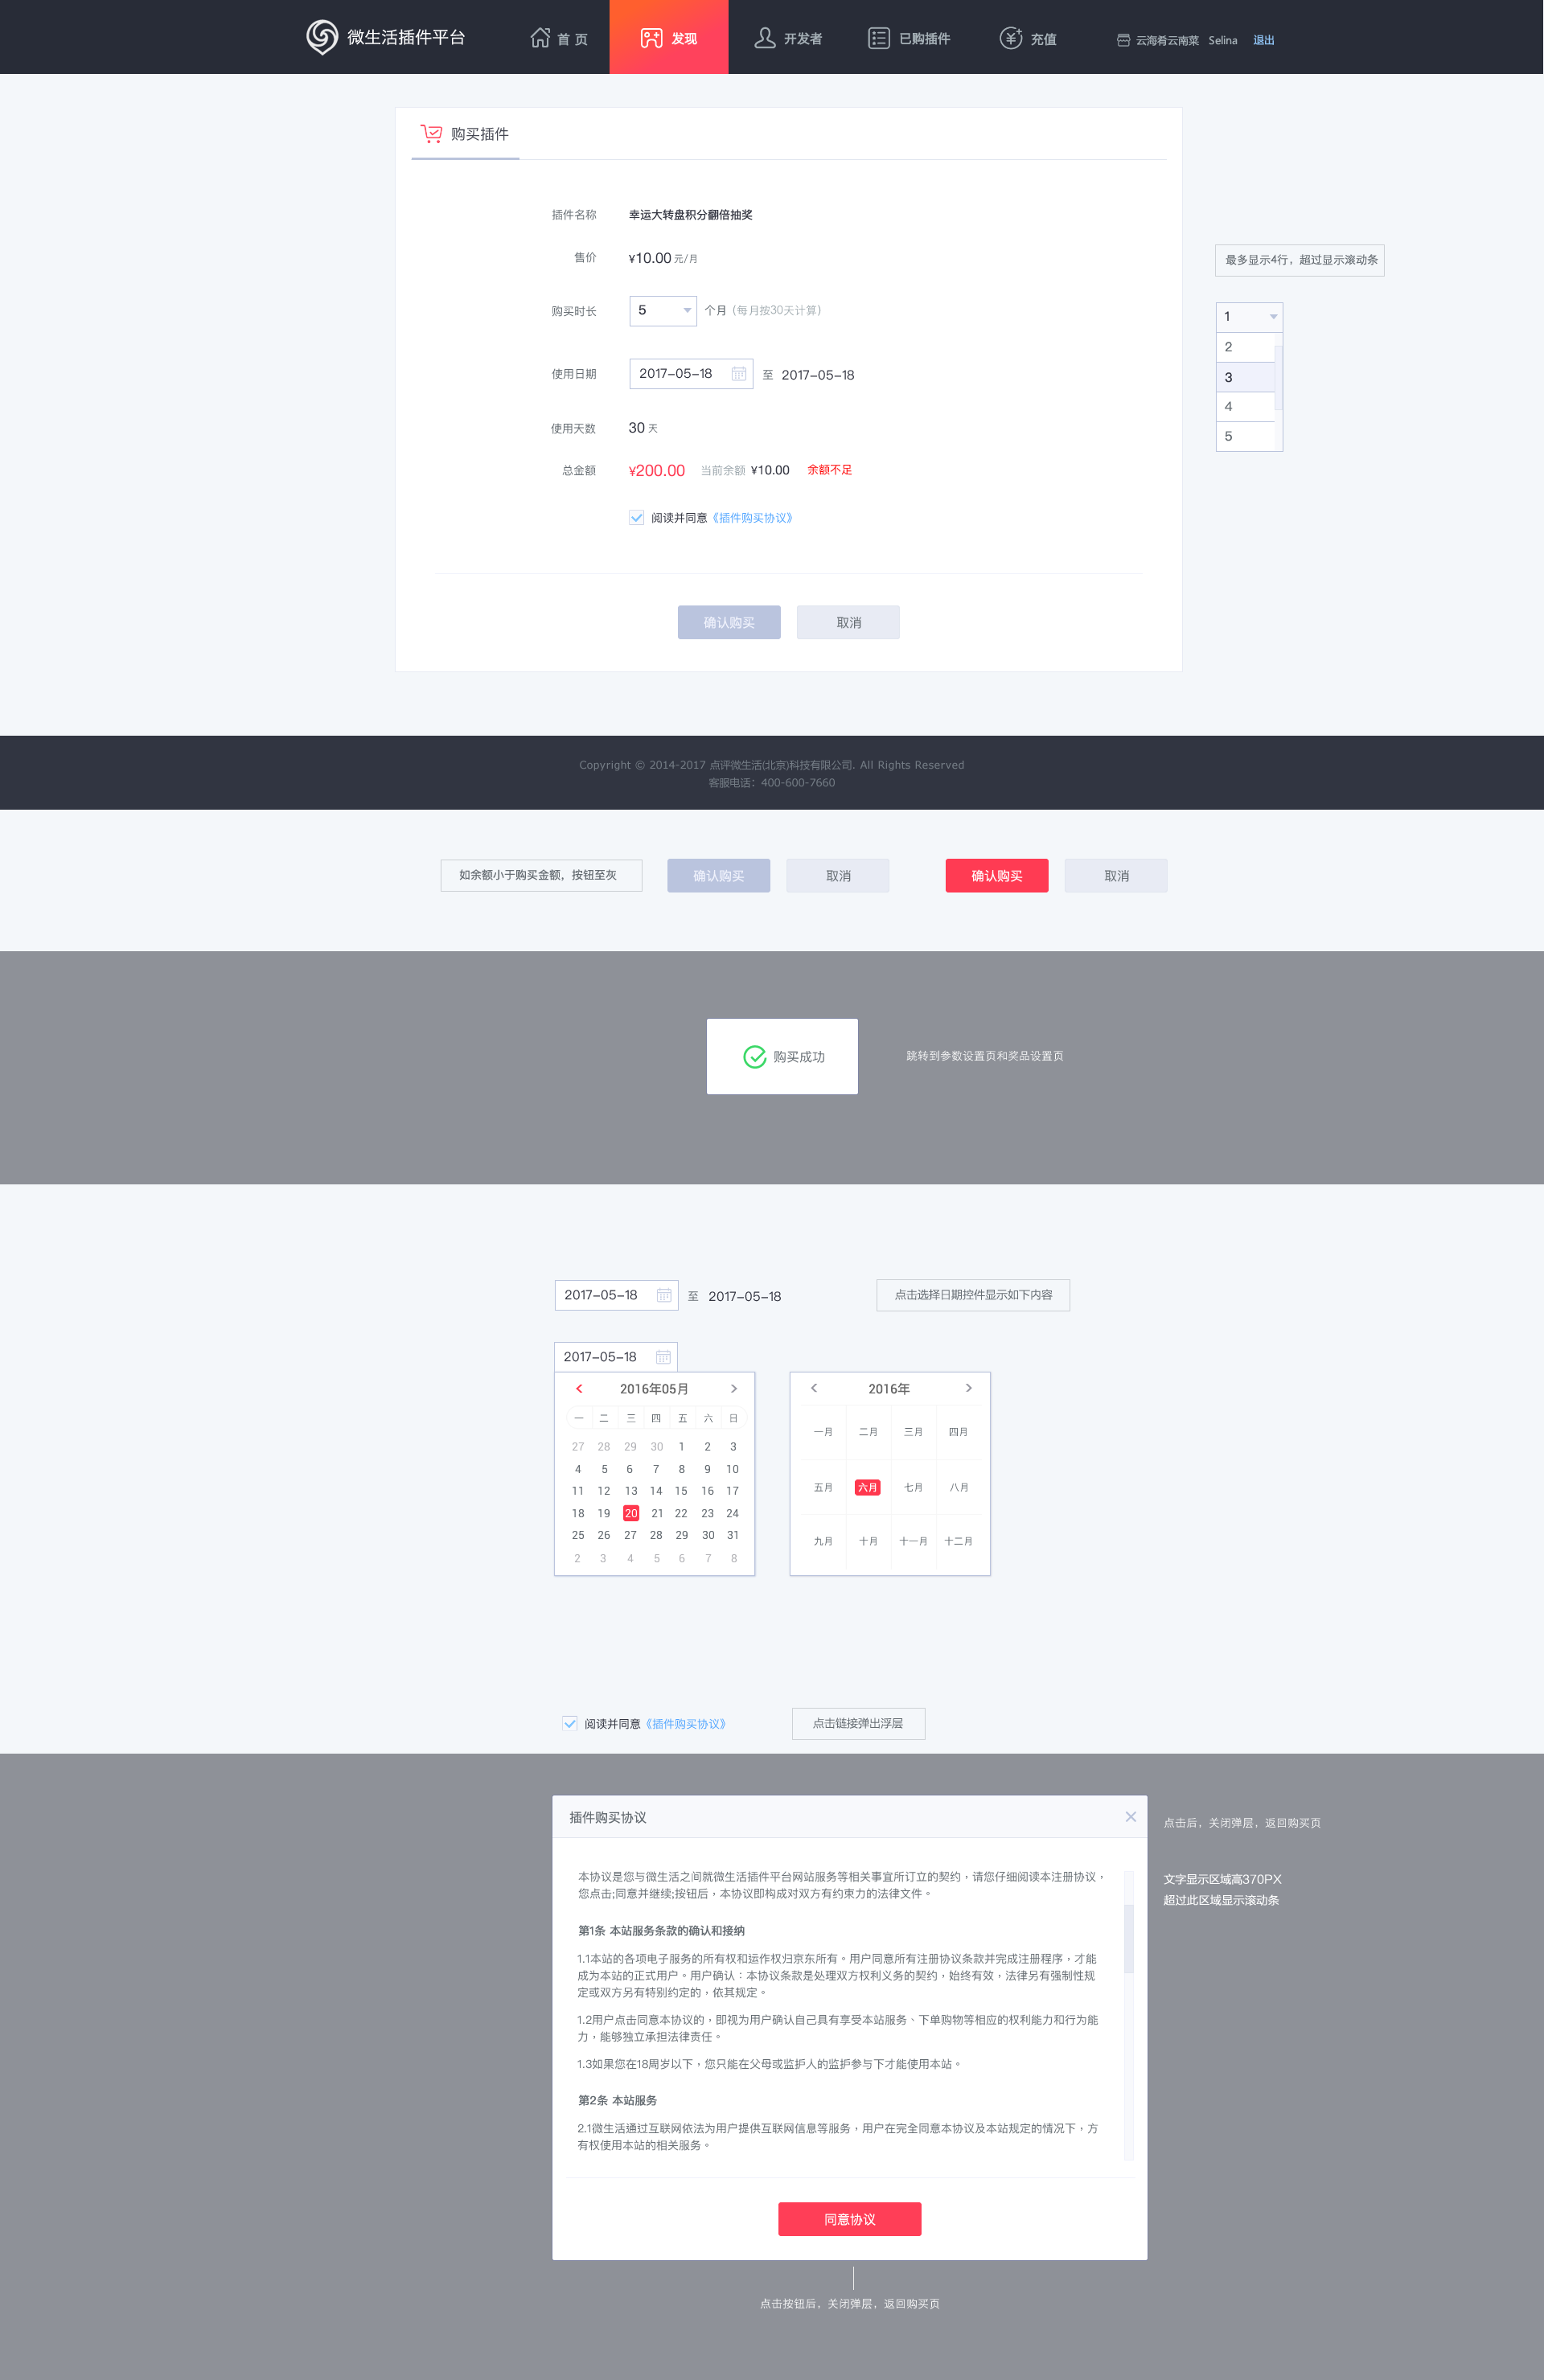 微生活插件平台 首 页 发现 开发者 已购插件 充值 云海肴云南菜 Selina 退出
购买插件
插件名称 幸运大转盘积分翻倍抽奖
售价 ¥10.00 元/月
最多显示4行，超过显示滚动条
购买时长 5 个月 (每月按30天计算)
1
2
3
4
5
使用日期 2017-05-18 至 2017-05-18
使用天数 30 天
总金额 ¥200.00 当前余额 ¥10.00 余额不足
阅读并同意《插件购买协议》
确认购买 取消
Copyright © 2014-2017 点评微生活(北京)科技有限公司. All Rights Reserved
客服电话：400-600-7660
如余额小于购买金额，按钮至灰 确认购买 取消 确认购买 取消
购买成功 跳转到参数设置页和奖品设置页
2017-05-18 至 2017-05-18 点击选择日期控件显示如下内容
2017-05-18
2016年05月
一 二 三 四 五 六 日
27 28 29 30 1 2 3
4 5 6 7 8 9 10
11 12 13 14 15 16 17
18 19 20 21 22 23 24
25 26 27 28 29 30 31
2 3 4 5 6 7 8
2016年
一月 二月 三月 四月
五月 六月 七月 八月
九月 十月 十一月 十二月
阅读并同意《插件购买协议》 点击链接弹出浮层
插件购买协议
点击后，关闭弹层，返回购买页
文字显示区域高370PX
超过此区域显示滚动条
本协议是您与微生活之间就微生活插件平台网站服务等相关事宜所订立的契约，请您仔细阅读本注册协议，
您点击;同意并继续;按钮后，本协议即构成对双方有约束力的法律文件。
第1条 本站服务条款的确认和接纳
1.1本站的各项电子服务的所有权和运作权归京东所有。用户同意所有注册协议条款并完成注册程序，才能
成为本站的正式用户。用户确认：本协议条款是处理双方权利义务的契约，始终有效，法律另有强制性规
定或双方另有特别约定的，依其规定。
1.2用户点击同意本协议的，即视为用户确认自己具有享受本站服务、下单购物等相应的权利能力和行为能
力，能够独立承担法律责任。
1.3如果您在18周岁以下，您只能在父母或监护人的监护参与下才能使用本站。
第2条 本站服务
2.1微生活通过互联网依法为用户提供互联网信息等服务，用户在完全同意本协议及本站规定的情况下，方
有权使用本站的相关服务。
同意协议
点击按钮后，关闭弹层，返回购买页